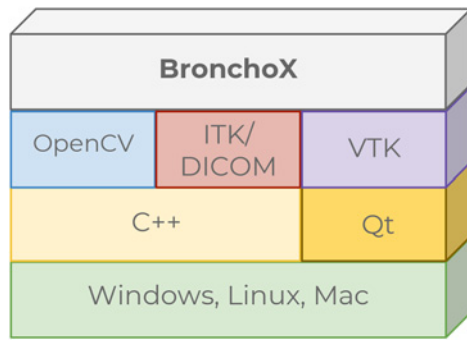 BronchoX
OpenCV
ITK/
DICOM
VTK
C++
Qt
Windows, Linux, Mac